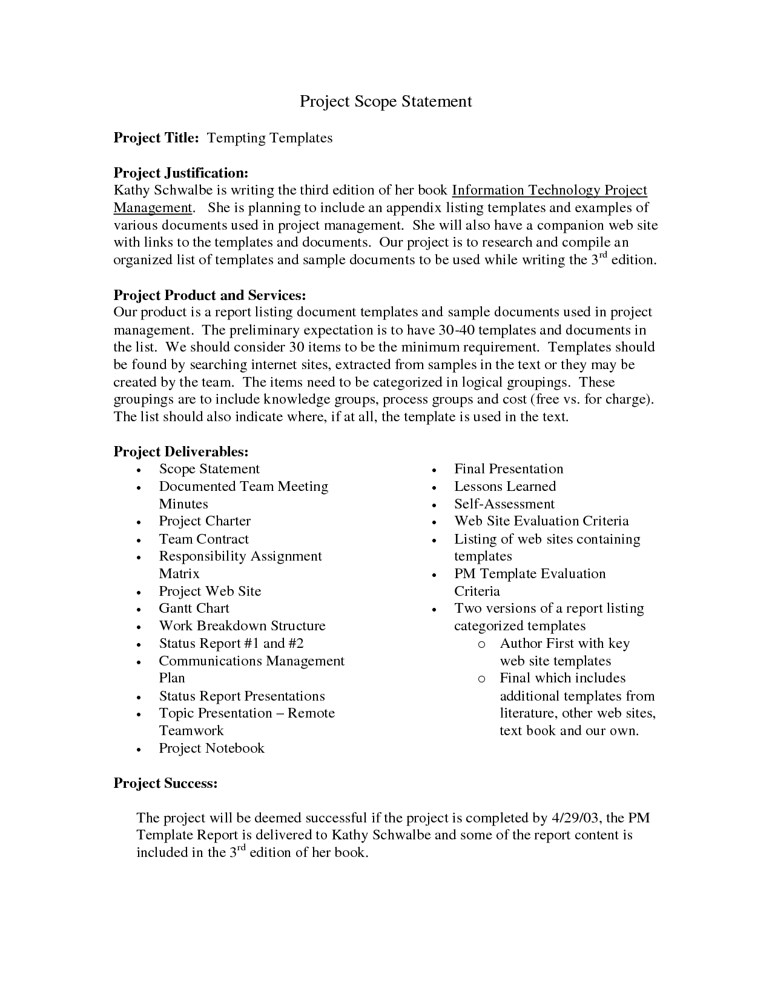 Project Scope Statement
Project Title: Tempting Templates
Project Justification:
Kathy Schwalbe is writing the third edition of her book Information Technology Project
Management. She is planning to include an appendix listing templates and examples of
various documents used in project management. She will also have a companion web site
with links to the templates and documents. Our project is to research and compile an
organized list of templates and sample documents to be used while writing the 3rd edition.
Project Product and Services:
Our product is a report listing document templates and sample documents used in project
management. The preliminary expectation is to have 30-40 templates and documents in
the list. We should consider 30 items to be the minimum requirement. Templates should
be found by searching internet sites, extracted from samples in the text or they may be
created by the team. The items need to be categorized in logical groupings. These
groupings are to include knowledge groups, process groups and cost (free vs. for charge).
The list should also indicate where, if at all, the template is used in the text.
Project Deliverables:
• Scope Statement
• Documented Team Meeting
Minutes
• Project Charter
• Team Contract
• Responsibility Assignment
Matrix
• Project Web Site
• Gantt Chart
• Work Breakdown Structure
• Status Report #1 and #2
• Communications Management
Plan
• Status Report Presentations
• Topic Presentation – Remote
Teamwork
• Project Notebook
• Final Presentation
• Lessons Learned
• Self-Assessment
• Web Site Evaluation Criteria
• Listing of web sites containing
templates
• PM Template Evaluation
Criteria
• Two versions of a report listing
categorized templates
o Author First with key
web site templates
o Final which includes
additional templates from
literature, other web sites,
text book and our own.
Project Success:
The project will be deemed successful if the project is completed by 4/29/03, the PM
Template Report is delivered to Kathy Schwalbe and some of the report content is
included in the 3rd edition of her book.